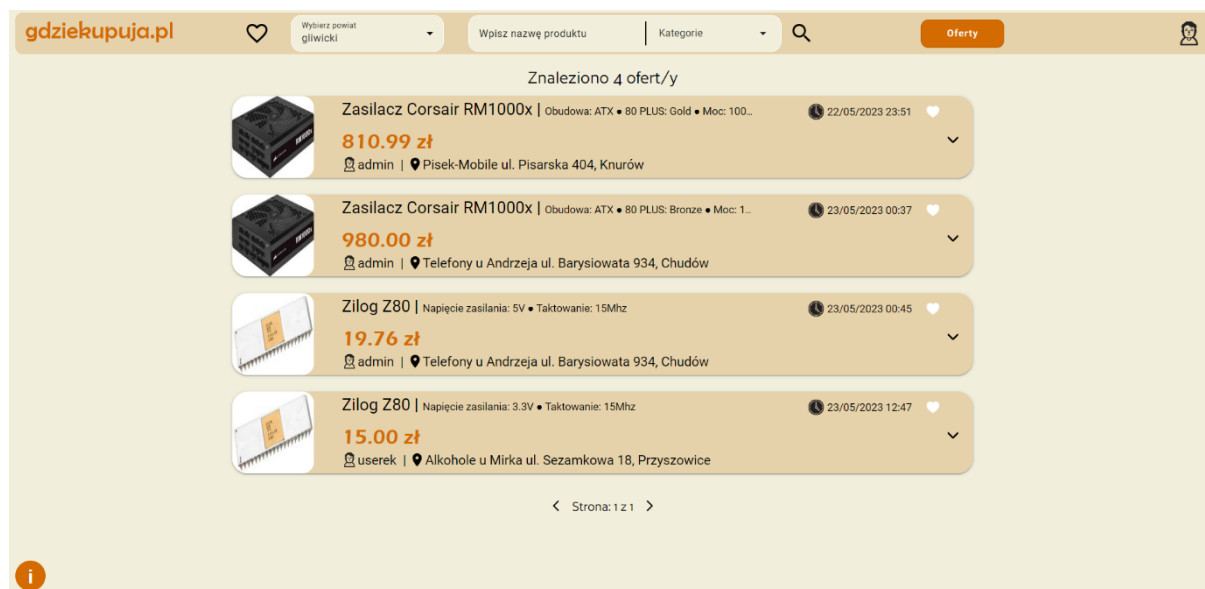 gdziekupuja.pl
Wybierz powiat
gliwicki
Wpisz nazwę produktu
Kategorie
Oferty
Znaleziono 4 ofert/y
Zasilacz Corsair RM1000x | Obudowa: ATX ● 80 PLUS: Gold ● Moc: 100...
22/05/2023 23:51
810.99 zł
admin | Pisek-Mobile ul. Pisarska 404, Knurów
Zasilacz Corsair RM1000x | Obudowa: ATX ● 80 PLUS: Bronze ● Moc: 1...
23/05/2023 00:37
980.00 zł
admin | Telefony u Andrzeja ul. Barysiowata 934, Chudów
Zilog Z80 | Napięcie zasilania: 5V ● Taktowanie: 15Mhz
23/05/2023 00:45
19.76 zł
admin | Telefony u Andrzeja ul. Barysiowata 934, Chudów
Zilog Z80 | Napięcie zasilania: 3.3V ● Taktowanie: 15Mhz
23/05/2023 12:47
15.00 zł
userek | Alkohole u Mirka ul. Sezamkowa 18, Przyszowice
Strona: 1 z 1
i